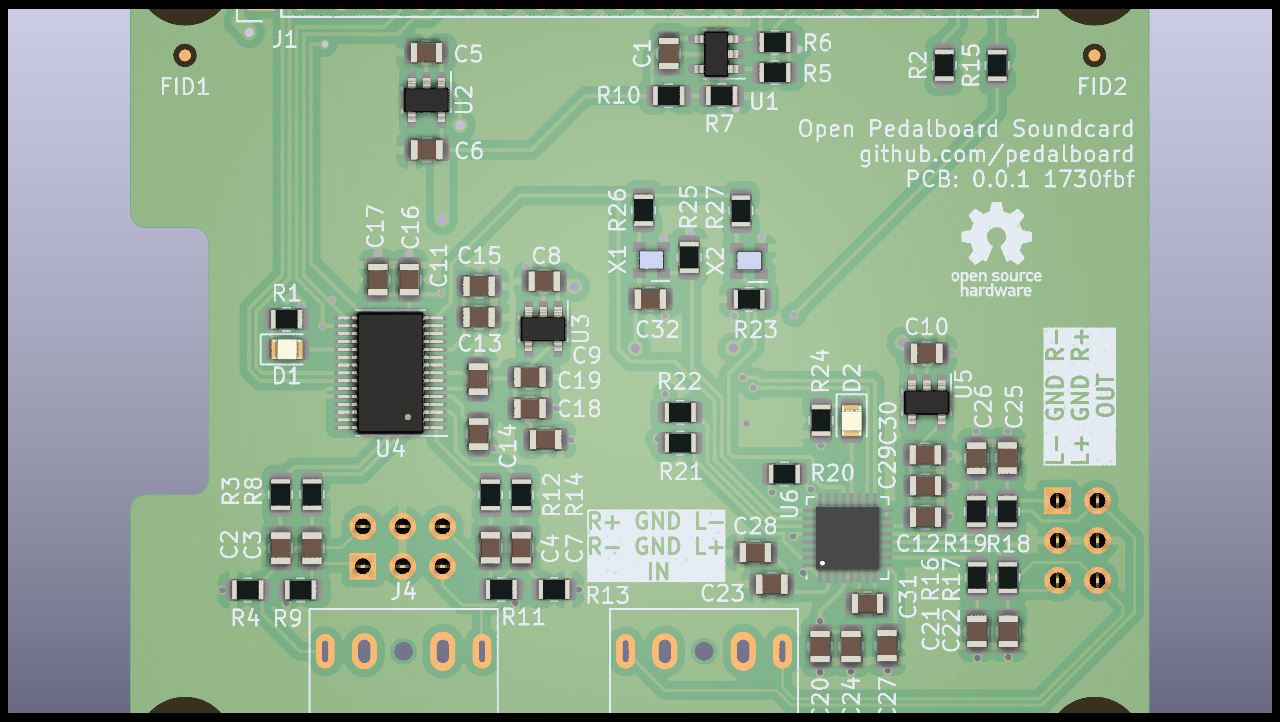 J1
C5
C1
R6
R5
R2
R15
FID1
FID2
U2
R10
U1
R7
C6
Open Pedalboard Soundcard
github.com/pedalboard
PCB: 0.0.1 1730fbf
R26
R25
R27
C17
C16
C11
C15
C8
X1
X2
open source
hardware
R1
C32
R23
U3
C13
C9
C10
D1
C19
C18
R22
R24
D2
U5
R- R+
GND GND
L- L+
OUT
C30
C29
C26
C25
U4
C14
R21
R20
U6
R3
R8
R12
R14
R+ GND L-
R- GND L+
IN
C28
C12
R19
R18
C2
C3
C4
C7
J4
R4
R9
R11
R13
C23
C31
R16
R17
C21
C22
C20
C24
C27